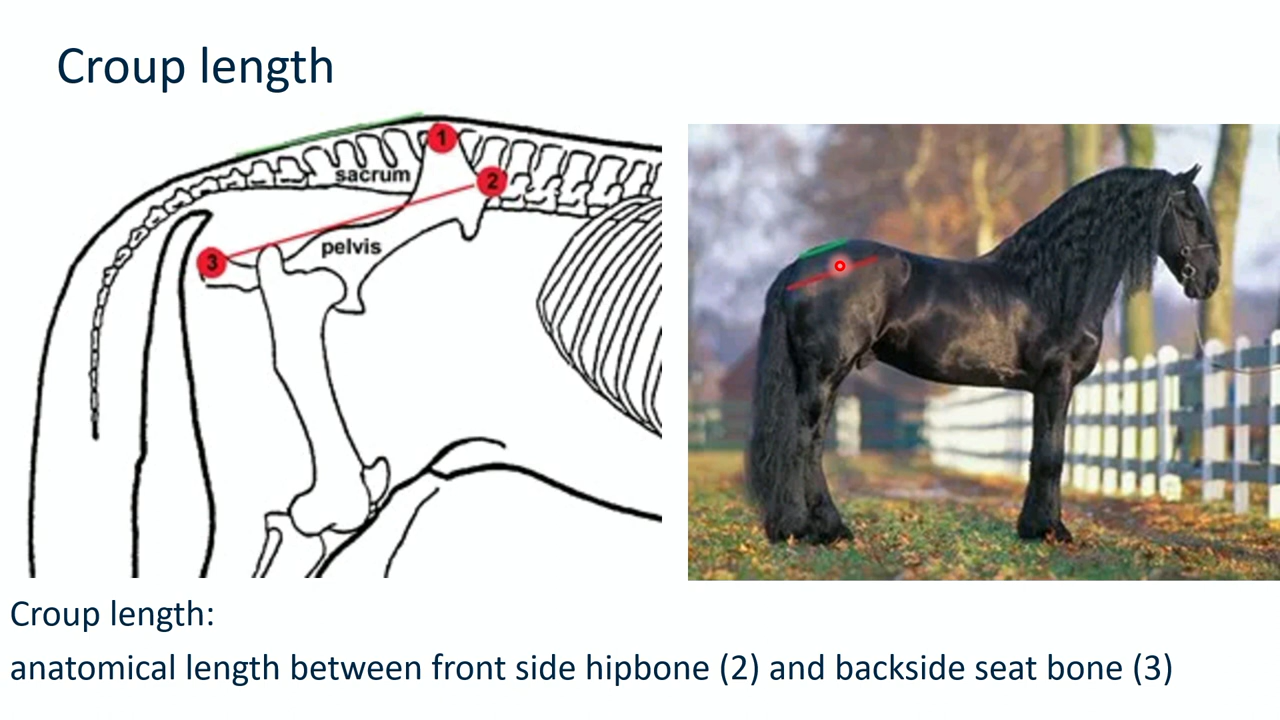 Croup length
1
sacrum
2
pelvis
3
Croup length:
anatomical length between front side hipbone (2) and backside seat bone (3)